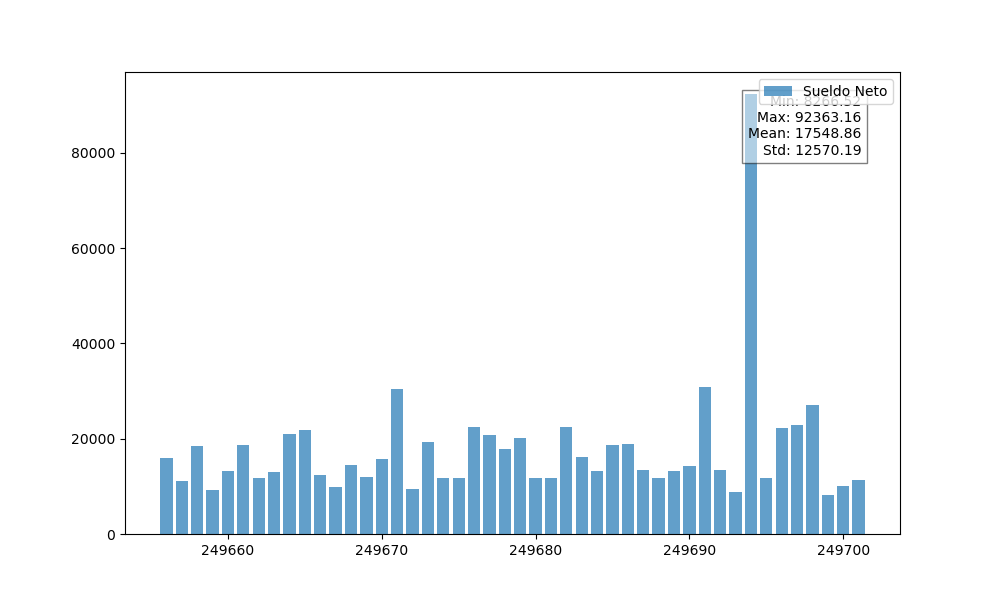 Sueldo Neto
Min: 8266.52
Max: 92363.16
Mean: 17548.86
Std: 12570.19
80000
60000
40000
20000
0
249660 249670 249680 249690 249700